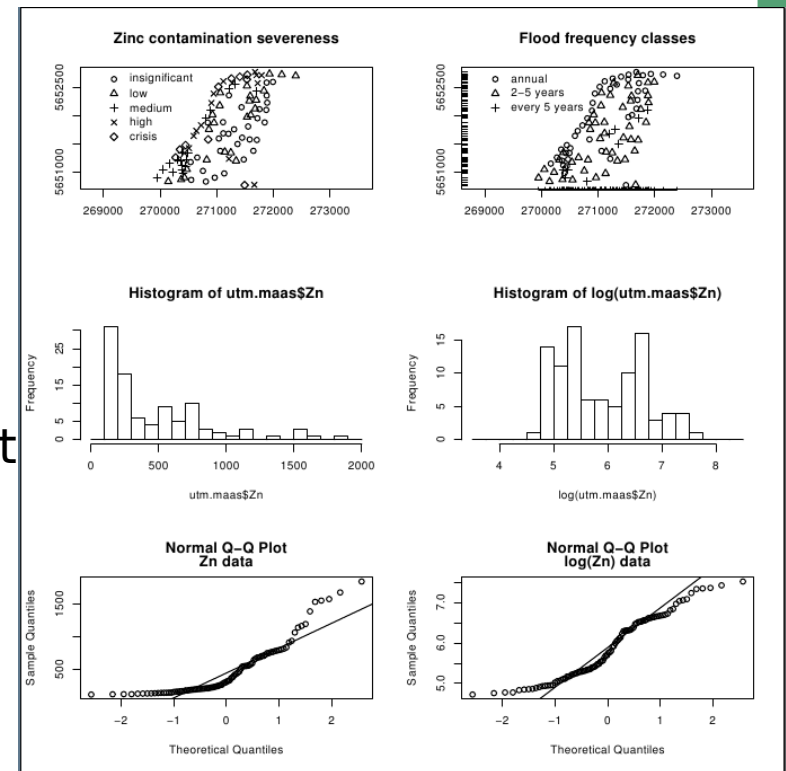 Zinc contamination severeness
insignificant
low
medium
high
crisis
5652500
5651000
269000 270000 271000 272000 273000
Flood frequency classes
annual
2−5 years
every 5 years
5652500
5651000
269000 270000 271000 272000 273000
Histogram of utm.maas$Zn
Frequency
25
15
5
0
0 500 1000 1500 2000
utm.maas$Zn
Histogram of log(utm.maas$Zn)
Frequency
15
10
5
0
4 5 6 7 8
log(utm.maas$Zn)
t
Normal Q−Q Plot
Zn data
Sample Quantiles
1500
500
−2 −1 0 1 2
Theoretical Quantiles
Normal Q−Q Plot
log(Zn) data
Sample Quantiles
7.0
6.0
5.0
−2 −1 0 1 2
Theoretical Quantiles